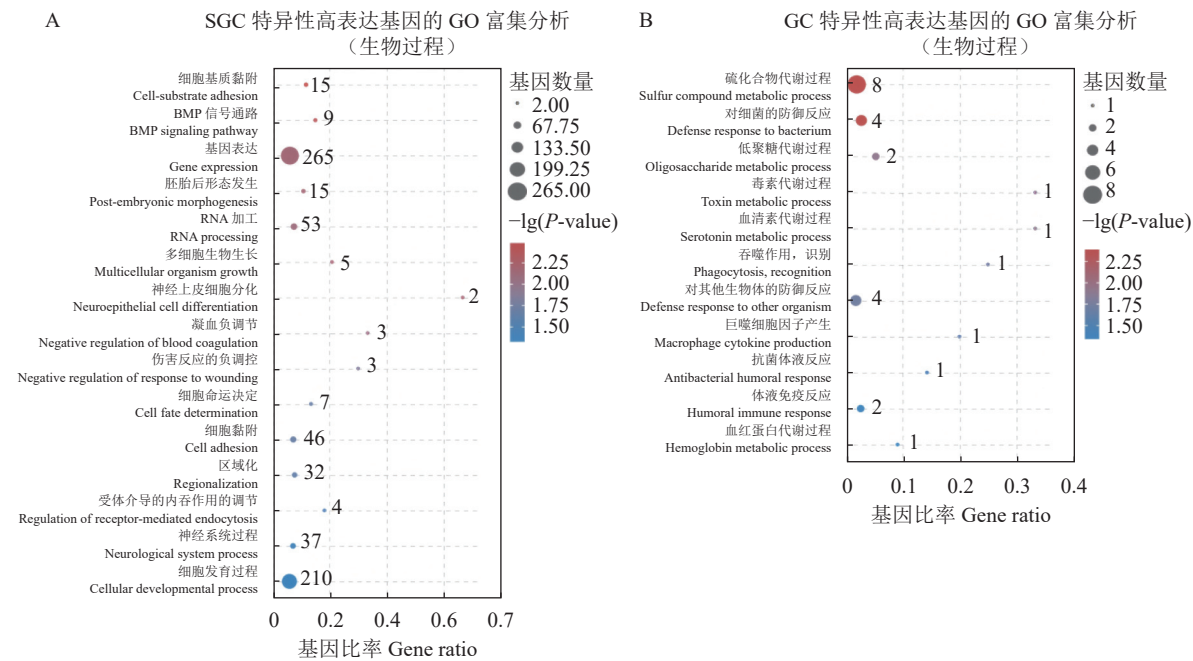 A
SGC 特异性高表达基因的 GO 富集分析
（生物过程）
细胞基质黏附
Cell-substrate adhesion
15
BMP 信号通路
BMP signaling pathway
9
基因表达
Gene expression
265
胚胎后形态发生
Post-embryonic morphogenesis
15
RNA 加工
RNA processing
53
多细胞生物生长
Multicellular organism growth
5
神经上皮细胞分化
Neuroepithelial cell differentiation
2
凝血负调节
Negative regulation of blood coagulation
3
伤害反应的负调控
Negative regulation of response to wounding
3
细胞命运决定
Cell fate determination
7
细胞黏附
Cell adhesion
46
区域化
Regionalization
32
受体介导的内吞作用的调节
Regulation of receptor-mediated endocytosis
4
神经系统过程
Neurological system process
37
细胞发育过程
Cellular developmental process
210
0 0.2 0.4 0.6 0.7
基因比率 Gene ratio
基因数量
2.00
67.75
133.50
199.25
265.00
−lg(P-value)
2.25
2.00
1.75
1.50
B
GC 特异性高表达基因的 GO 富集分析
（生物过程）
硫化合物代谢过程
Sulfur compound metabolic process
8
对细菌的防御反应
Defense response to bacterium
4
低聚糖代谢过程
Oligosaccharide metabolic process
2
毒素代谢过程
Toxin metabolic process
1
血清素代谢过程
Serotonin metabolic process
1
吞噬作用，识别
Phagocytosis, recognition
1
对其他生物体的防御反应
Defense response to other organism
4
巨噬细胞因子产生
Macrophage cytokine production
1
抗菌体液反应
Antibacterial humoral response
1
体液免疫反应
Humoral immune response
2
血红蛋白代谢过程
Hemoglobin metabolic process
1
0 0.1 0.2 0.3 0.4
基因比率 Gene ratio
基因数量
1
2
4
6
8
−lg(P-value)
2.25
2.00
1.75
1.50